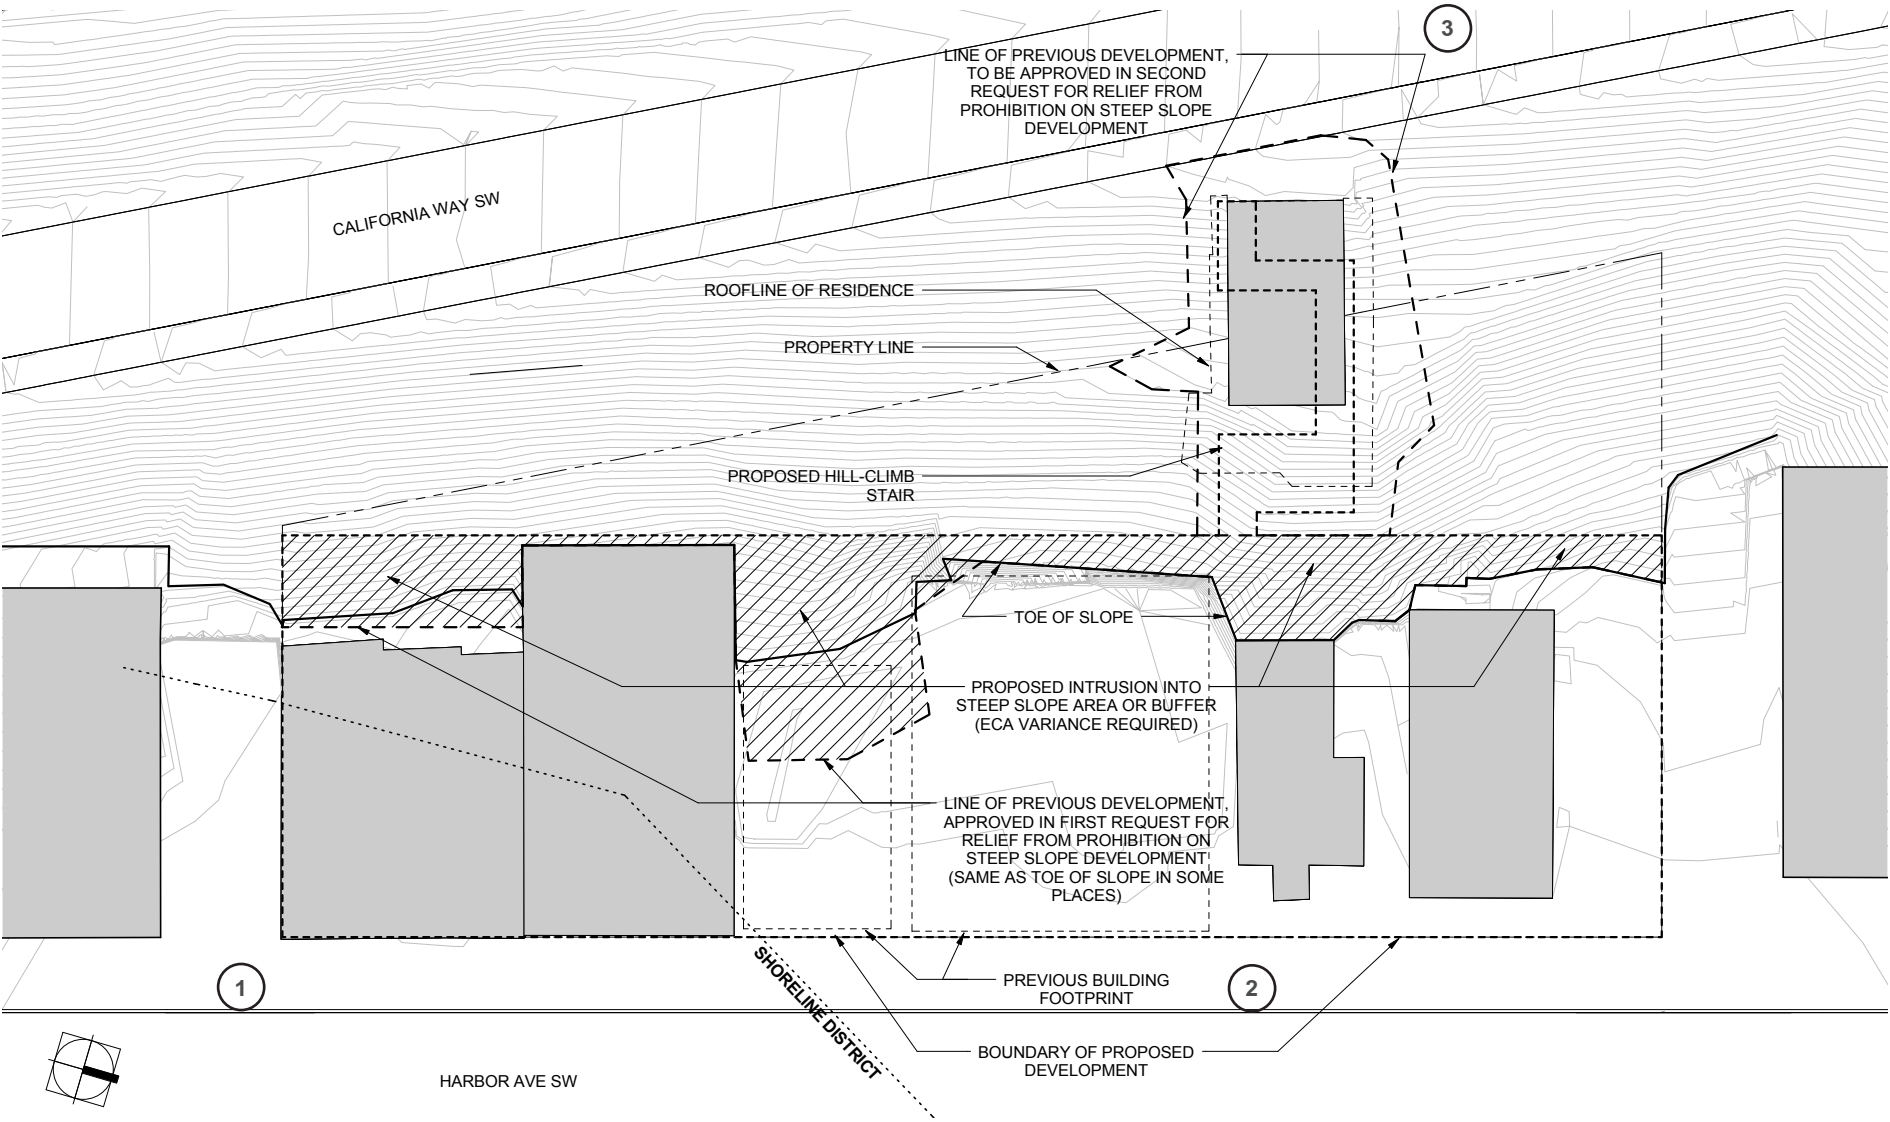 3
LINE OF PREVIOUS DEVELOPMENT,
TO BE APPROVED IN SECOND
REQUEST FOR RELIEF FROM
PROHIBITION ON STEEP SLOPE
DEVELOPMENT
CALIFORNIA WAY SW
ROOFLINE OF RESIDENCE
PROPERTY LINE
PROPOSED HILL-CLIMB
STAIR
TOE OF SLOPE
PROPOSED INTRUSION INTO
STEEP SLOPE AREA OR BUFFER
(ECA VARIANCE REQUIRED)
LINE OF PREVIOUS DEVELOPMENT,
APPROVED IN FIRST REQUEST FOR
RELIEF FROM PROHIBITION ON
STEEP SLOPE DEVELOPMENT
(SAME AS TOE OF SLOPE IN SOME
PLACES)
1
SHORELINE DISTRICT
PREVIOUS BUILDING
FOOTPRINT
2
BOUNDARY OF PROPOSED
DEVELOPMENT
HARBOR AVE SW